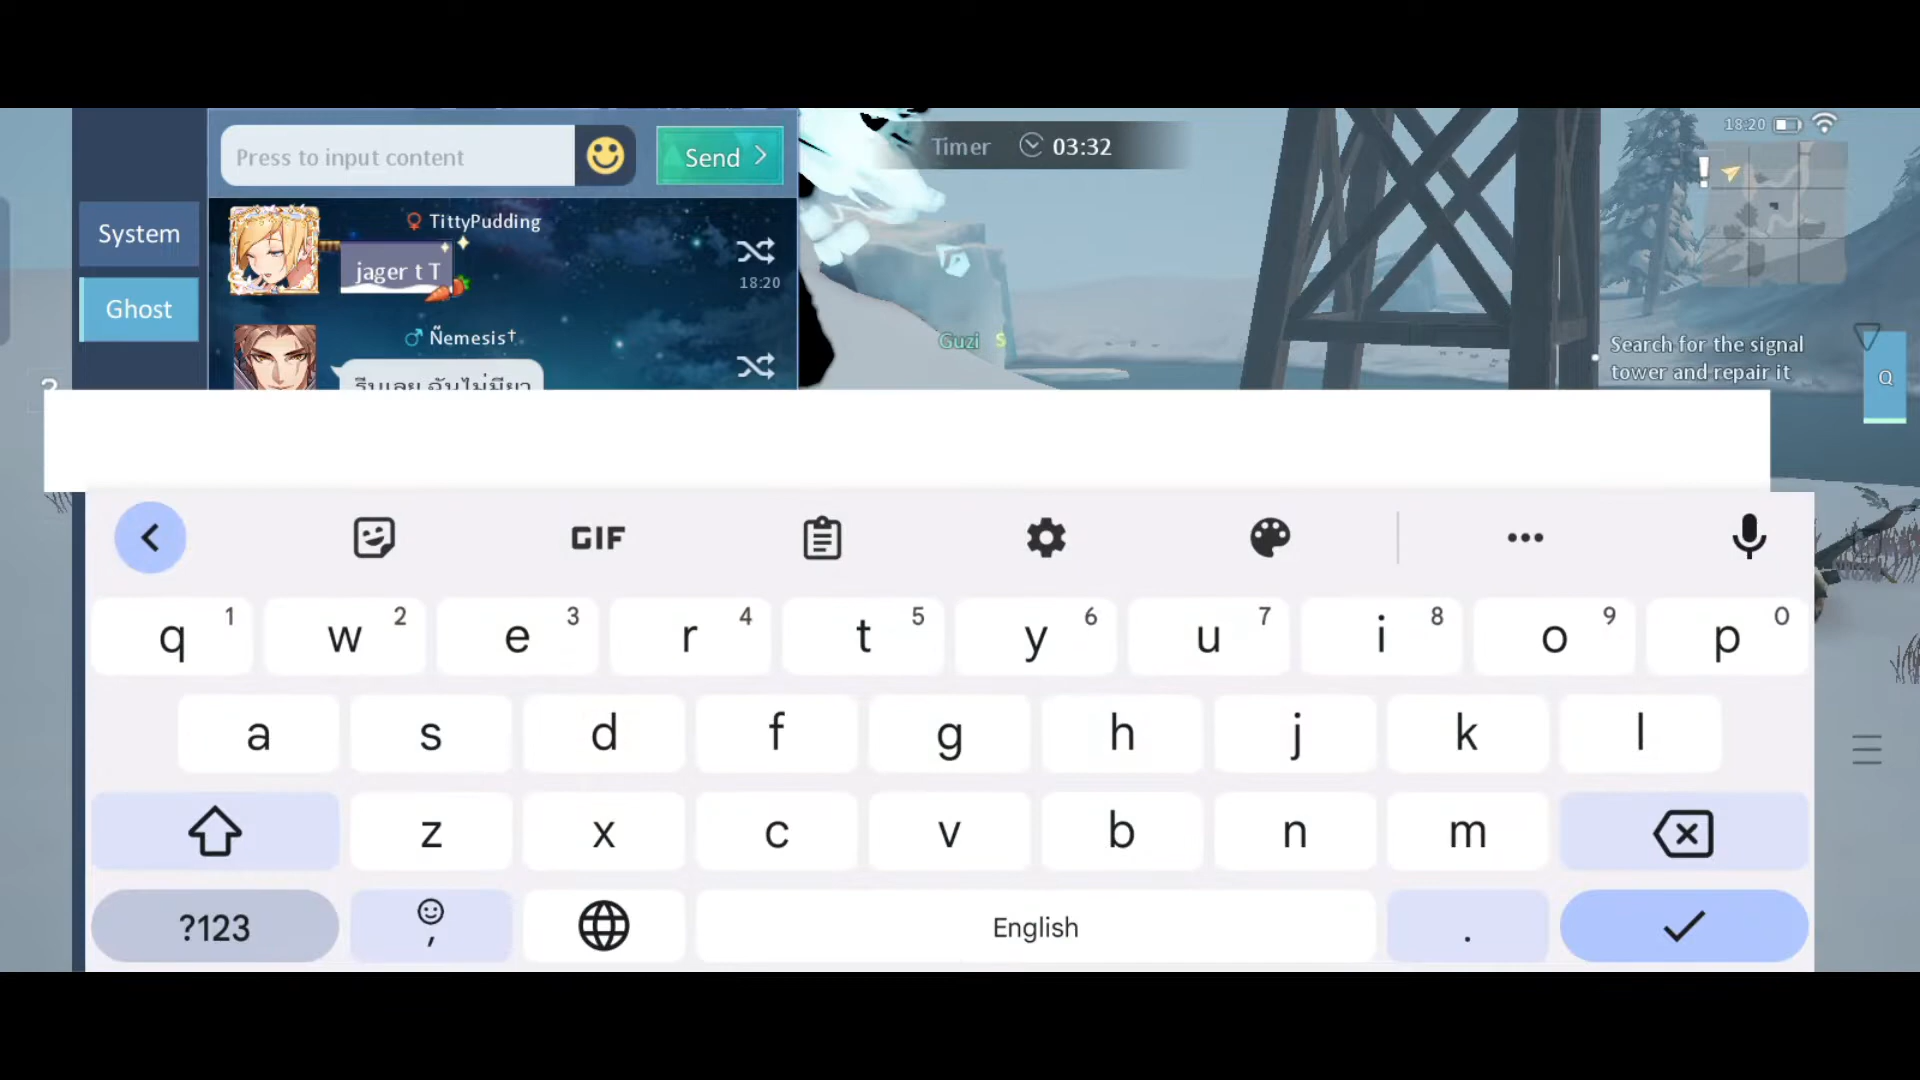 Press to input content
Send
Timer 03:32
18:20
System
Ghost
TittyPudding
jager t T
18:20
Ñemesis†
Guzi S
Search for the signal
tower and repair it
Q
GIF
q 1 w 2 e 3 r 4 t 5 y 6 u 7 i 8 o 9 p 0
a s d f g h j k l
z x c v b n m
?123 , English .